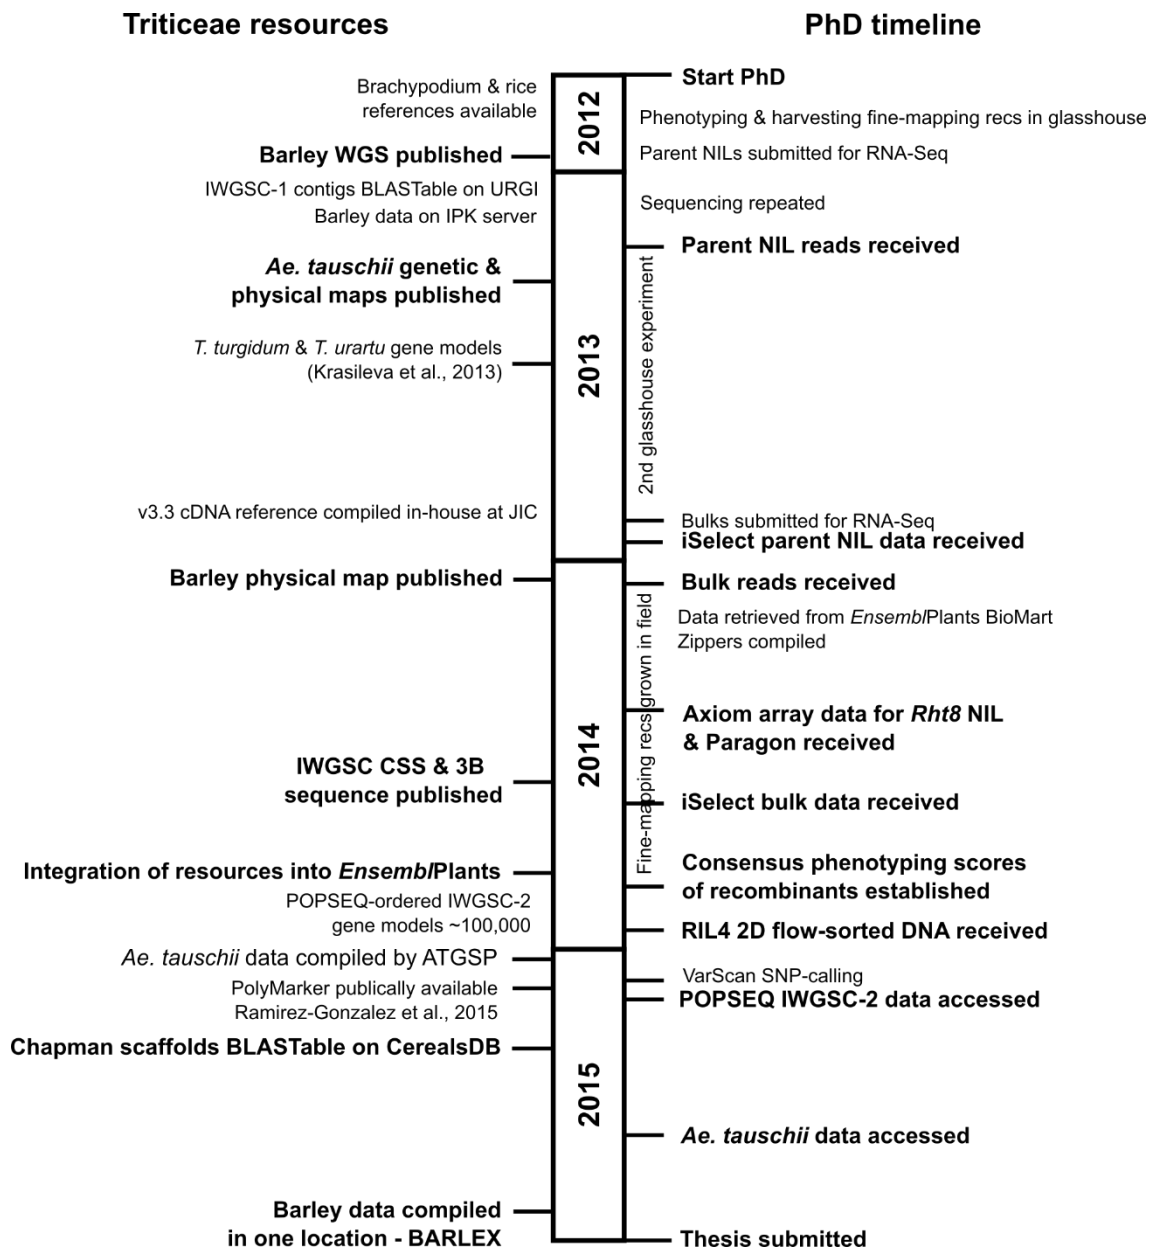 Triticeae resources
PhD timeline
Brachypodium & rice
references available
Barley WGS published
IWGSC-1 contigs BLASTable on URGI
Barley data on IPK server
Ae. tauschii genetic &
physical maps published
T. turgidum & T. urartu gene models
(Krasileva et al., 2013)
v3.3 cDNA reference compiled in-house at JIC
Barley physical map published
IWGSC CSS & 3B
sequence published
Integration of resources into EnsemblPlants
POPSEQ-ordered IWGSC-2
gene models ~100,000
Ae. tauschii data compiled by ATGSP
PolyMarker publically available
Ramirez-Gonzalez et al., 2015
Chapman scaffolds BLASTable on CerealsDB
Barley data compiled
in one location - BARLEX
2012
2013
2014
2015
Start PhD
Phenotyping & harvesting fine-mapping recs in glasshouse
Parent NILs submitted for RNA-Seq
Sequencing repeated
Parent NIL reads received
2nd glasshouse experiment
Bulks submitted for RNA-Seq
iSelect parent NIL data received
Bulk reads received
Data retrieved from EnsemblPlants BioMart
Zippers compiled
Fine-mapping recs grown in field
Axiom array data for Rht8 NIL
& Paragon received
iSelect bulk data received
Consensus phenotyping scores
of recombinants established
RIL4 2D flow-sorted DNA received
VarScan SNP-calling
POPSEQ IWGSC-2 data accessed
Ae. tauschii data accessed
Thesis submitted